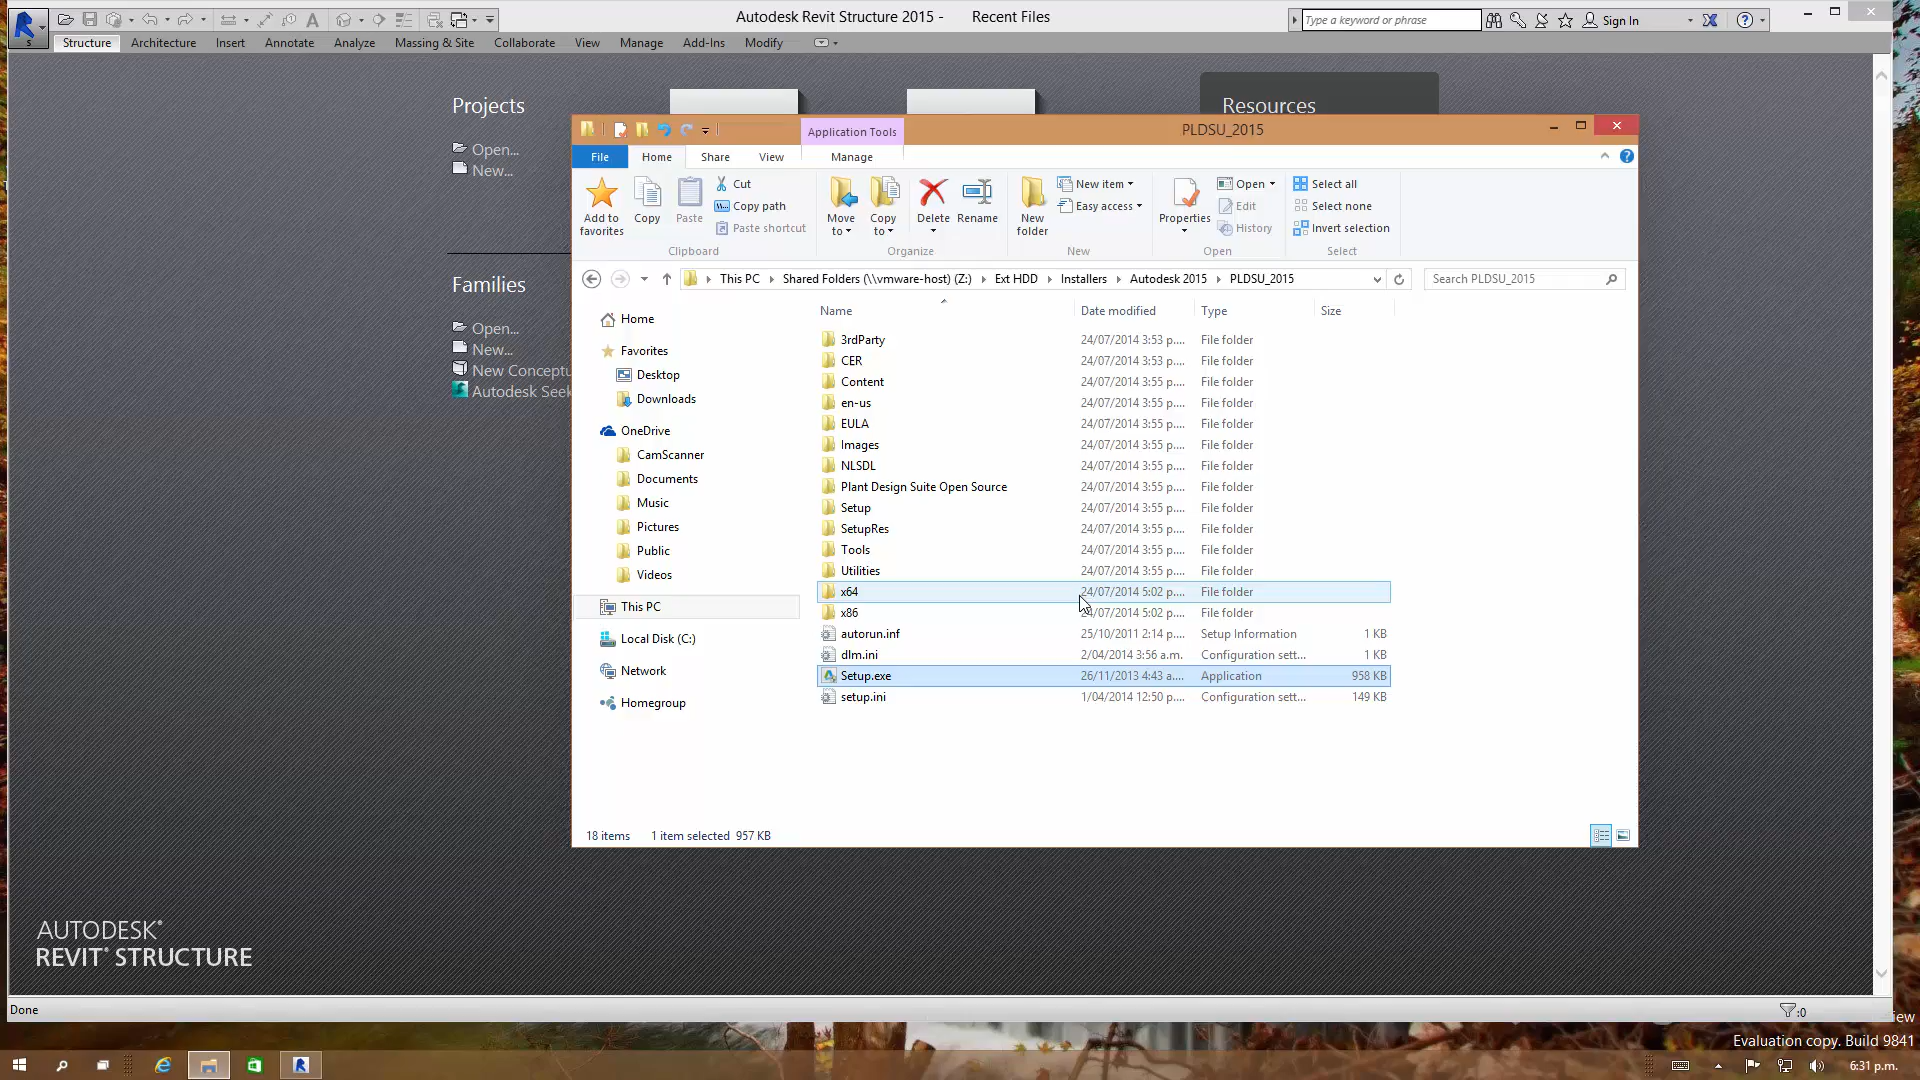 Autodesk Revit Structure 2015 - Recent Files
Type a keyword or phrase
Sign In
Structure Architecture Insert Annotate Analyze Massing & Site Collaborate View Manage Add-Ins Modify
Projects
Resources
Open...
New...
Families
Open...
New...
New Conceptu
Autodesk Seek
Application Tools
PLDSU_2015
File Home Share View Manage
Add to favorites
Copy
Paste
Cut
Copy path
Paste shortcut
Clipboard
Move to
Copy to
Delete
Rename
Organize
New folder
New item
Easy access
New
Properties
Open
Edit
History
Open
Select all
Select none
Invert selection
Select
This PC Shared Folders (\\vmware-host) (Z:) Ext HDD Installers Autodesk 2015 PLDSU_2015
Search PLDSU_2015
Home
Favorites
Desktop
Downloads
OneDrive
CamScanner
Documents
Music
Pictures
Public
Videos
This PC
Local Disk (C:)
Network
Homegroup
Name Date modified Type Size
3rdParty 24/07/2014 3:53 p.... File folder
CER 24/07/2014 3:53 p.... File folder
Content 24/07/2014 3:55 p.... File folder
en-us 24/07/2014 3:55 p.... File folder
EULA 24/07/2014 3:55 p.... File folder
Images 24/07/2014 3:55 p.... File folder
NLSDL 24/07/2014 3:55 p.... File folder
Plant Design Suite Open Source 24/07/2014 3:55 p.... File folder
Setup 24/07/2014 3:55 p.... File folder
SetupRes 24/07/2014 3:55 p.... File folder
Tools 24/07/2014 3:55 p.... File folder
Utilities 24/07/2014 3:55 p.... File folder
x64 24/07/2014 5:02 p.... File folder
x86 24/07/2014 5:02 p.... File folder
autorun.inf 25/10/2011 2:14 p.... Setup Information 1 KB
dlm.ini 2/04/2014 3:56 a.m. Configuration sett... 1 KB
Setup.exe 26/11/2013 4:43 a.... Application 958 KB
setup.ini 1/04/2014 12:50 p.... Configuration sett... 149 KB
18 items 1 item selected 957 KB
AUTODESK®
REVIT® STRUCTURE
Done
:0
iew
Evaluation copy. Build 9841
6:31 p.m.